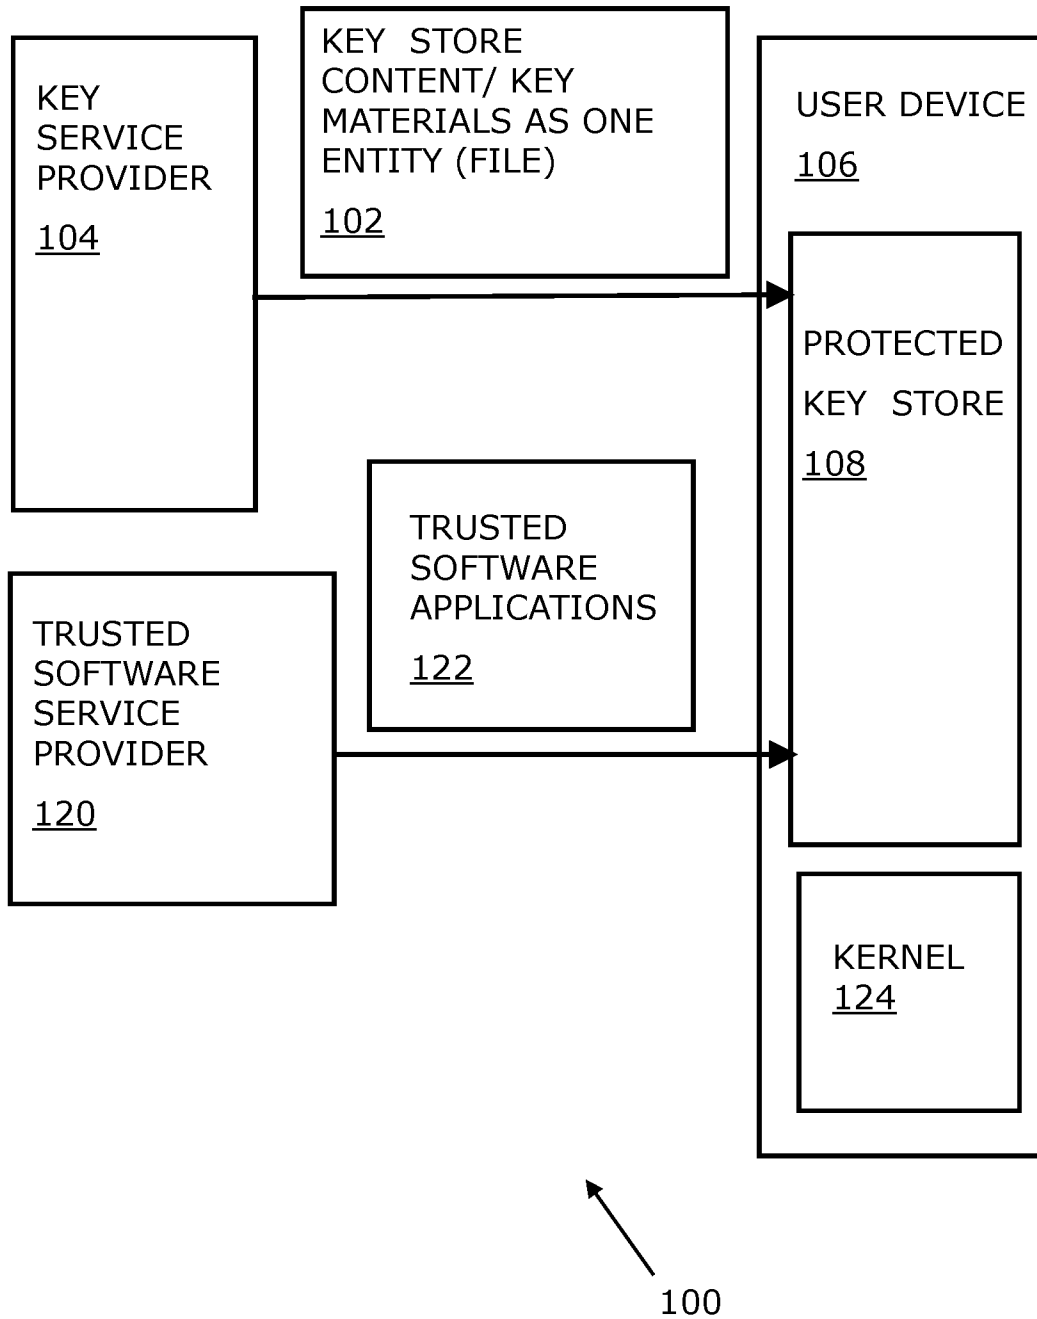 KEY
SERVICE
PROVIDER
104
KEY STORE
CONTENT/ KEY
MATERIALS AS ONE
ENTITY (FILE)
102
USER DEVICE
106
PROTECTED
KEY STORE
108
TRUSTED
SOFTWARE
APPLICATIONS
122
TRUSTED
SOFTWARE
SERVICE
PROVIDER
120
KERNEL
124
100